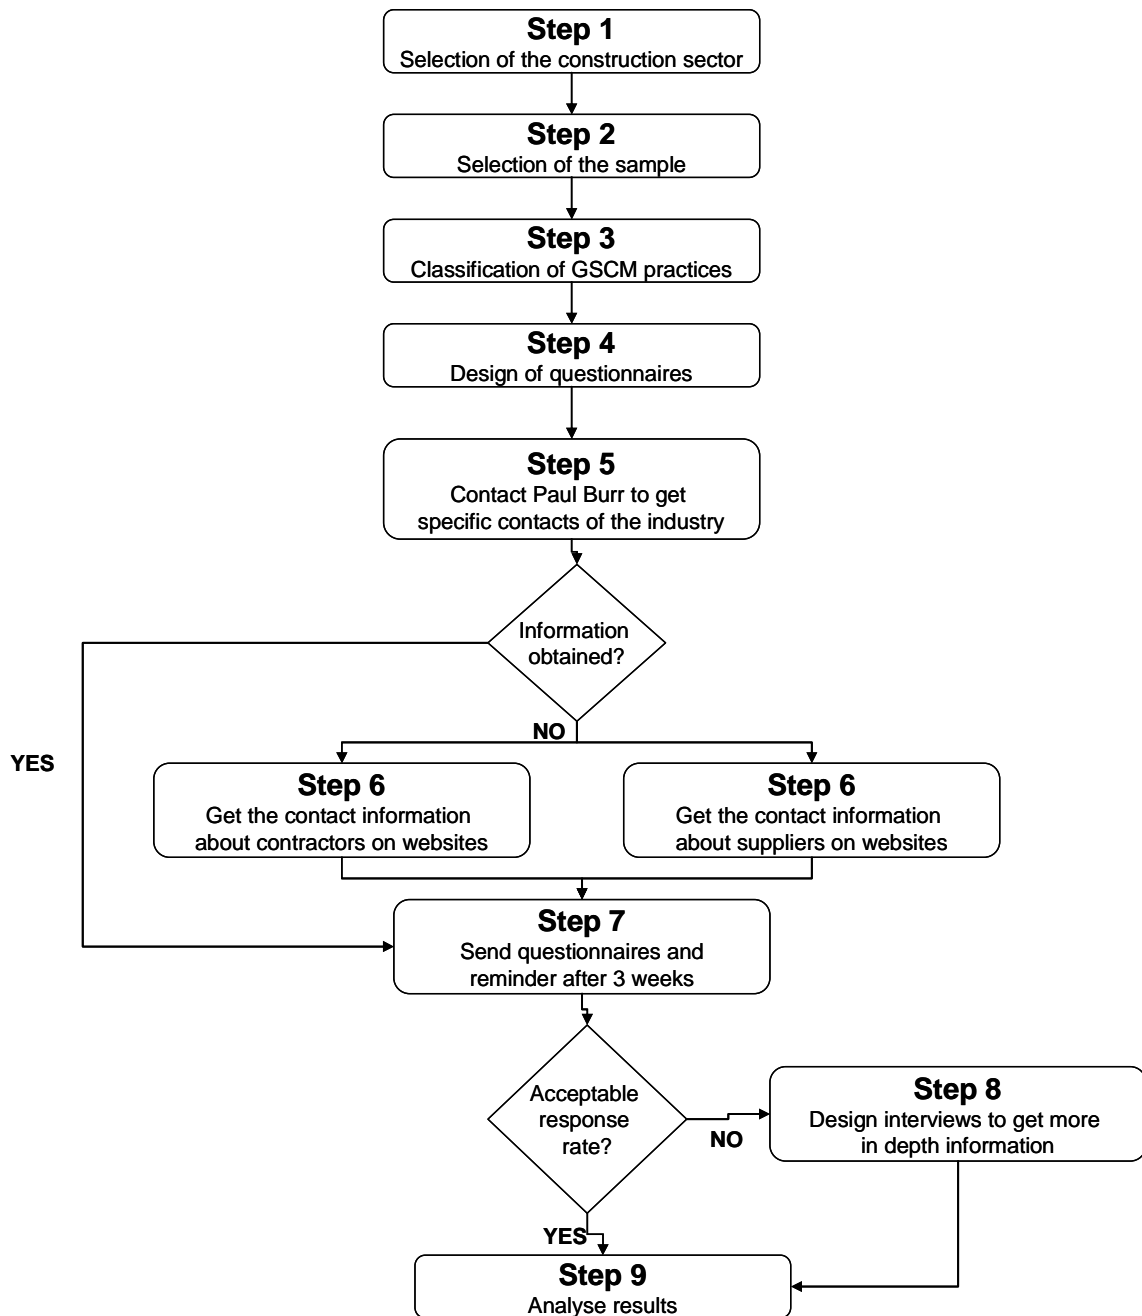 Step 1
Selection of the construction sector
Step 2
Selection of the sample
Step 3
Classification of GSCM practices
Step 4
Design of questionnaires
Step 5
Contact Paul Burr to get
specific contacts of the industry
Information
obtained?
NO
YES
Step 6
Get the contact information
about contractors on websites
Step 6
Get the contact information
about suppliers on websites
Step 7
Send questionnaires and
reminder after 3 weeks
Acceptable
response
rate?
NO
Step 8
Design interviews to get more
in depth information
YES
Step 9
Analyse results